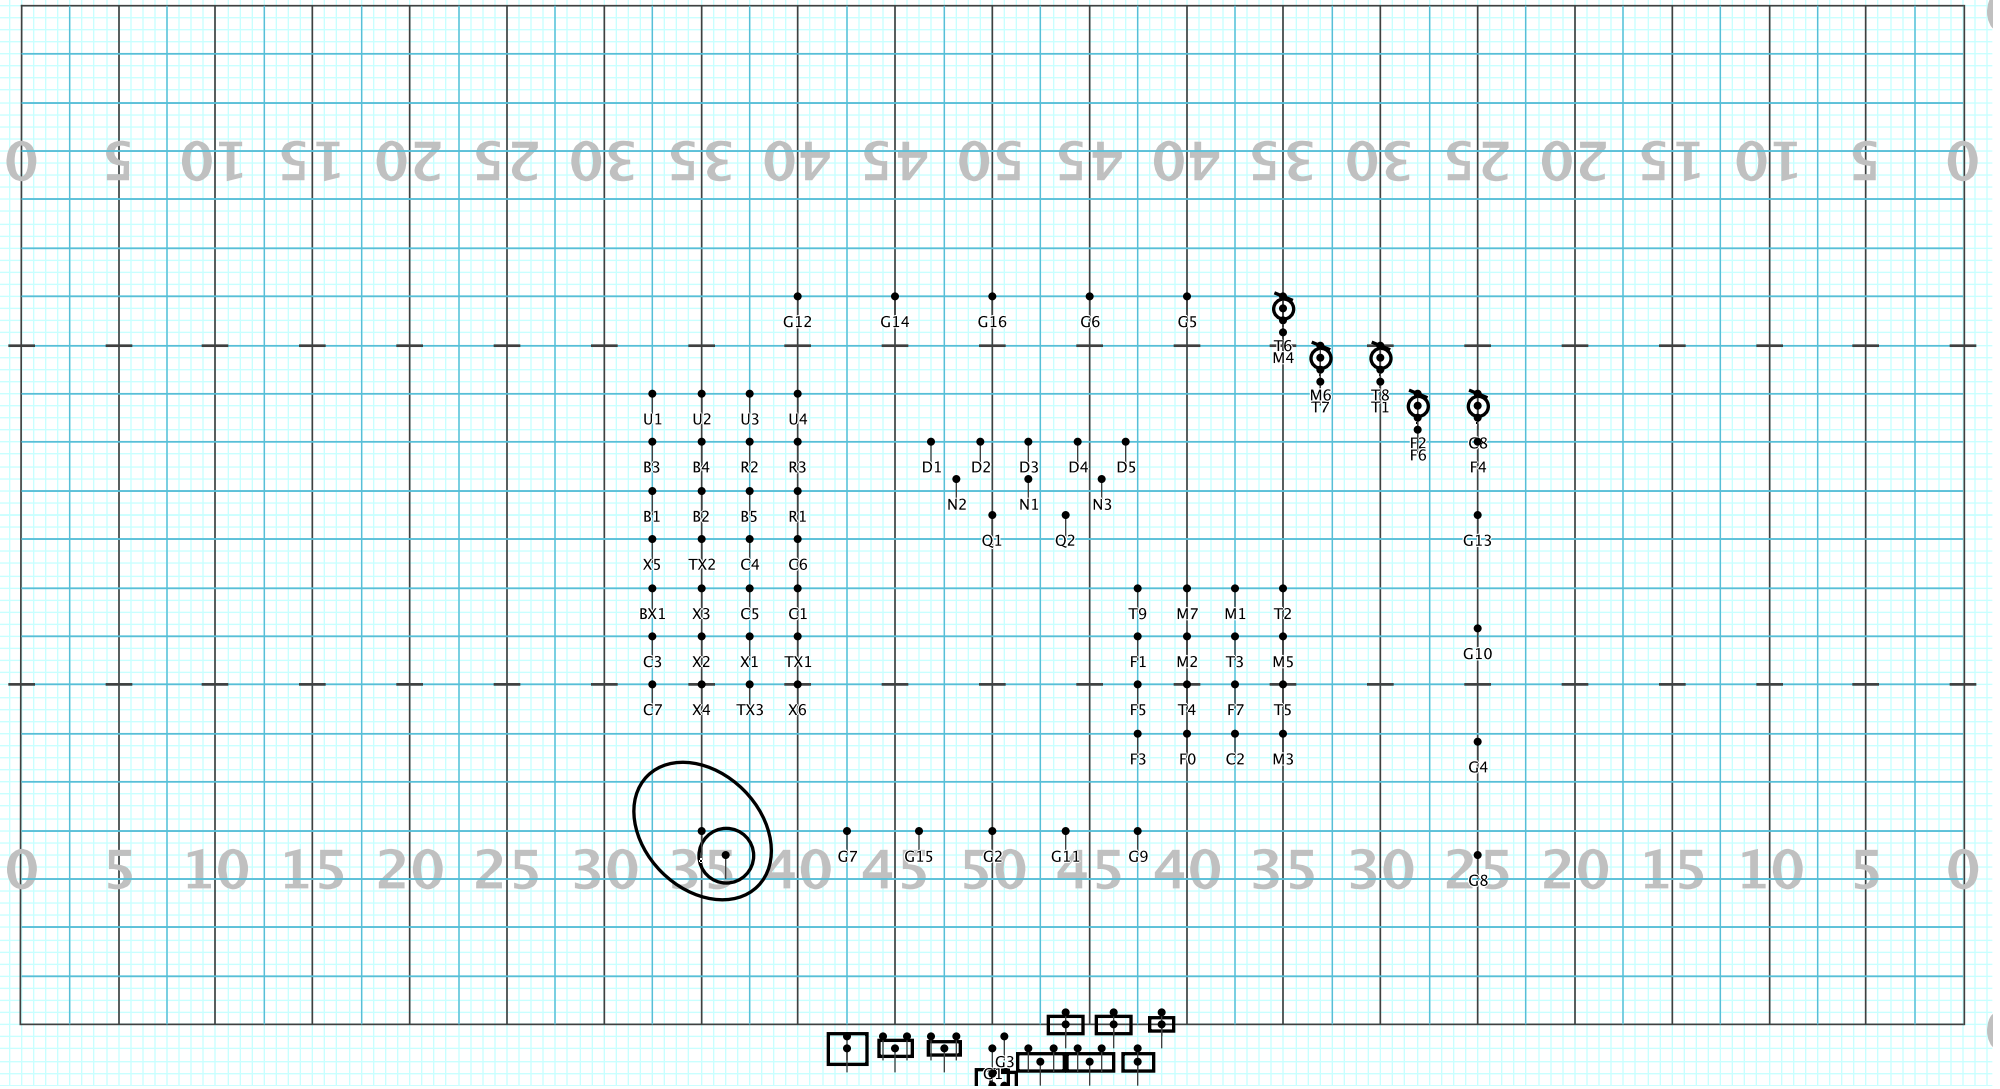 0 5 10 15 20 25 30 35 40 45 50 45 40 35 30 25 20 15 10 5 0
G12 G14 G16 G6 G5
T6
M4
M6 T8
T7 T1
U1 U2 U3 U4
F2
F6
B3 B4 R2 R3 D1 D2 D3 D4 D5 F4
N2 N1 N3
B1 B2 B5 R1
Q1 Q2 G13
X5 TX2 C4 C6
BX1 X3 C5 C1 T9 M7 M1 T2
G10
C3 X2 X1 TX1 F1 M2 T3 M5
C7 X4 TX3 X6 F5 T4 F7 T5
F3 F0 C2 M3 G4
G7 G15 G2 G11 G9
0 5 10 15 20 25 30 35 40 45 50 45 40 35 30 25 20 15 10 5 0
G8
G3